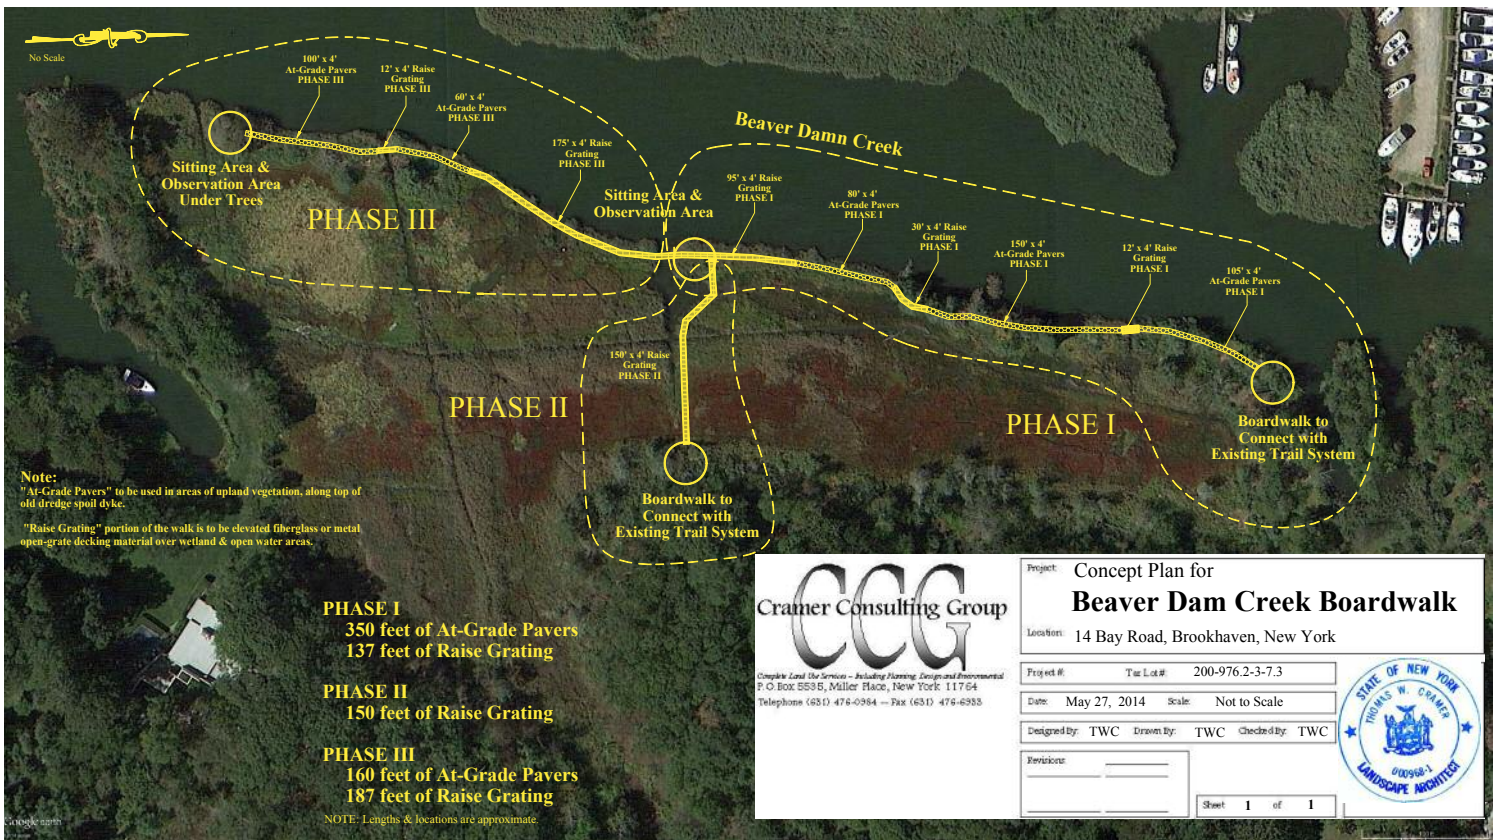 No Scale
100' x 4'
At-Grade Pavers
PHASE III
12' x 4' Raise
Grating
PHASE III
60' x 4'
At-Grade Pavers
PHASE III
175' x 4' Raise
Grating
PHASE III
Beaver Damn Creek
Sitting Area &
Observation Area
Under Trees
PHASE III
Sitting Area &
Observation Area
95' x 4' Raise
Grating
PHASE I
80' x 4'
At-Grade Pavers
PHASE I
30' x 4' Raise
Grating
PHASE I
150' x 4'
At-Grade Pavers
PHASE I
12' x 4' Raise
Grating
PHASE I
105' x 4'
At-Grade Pavers
PHASE I
150' x 4' Raise
Grating
PHASE II
PHASE II
PHASE I
Boardwalk to
Connect with
Existing Trail System
Boardwalk to
Connect with
Existing Trail System
Note:
"At-Grade Pavers" to be used in areas of upland vegetation, along top of
old dredge spoil dyke.
"Raise Grating" portion of the walk is to be elevated fiberglass or metal
open-grate decking material over wetland & open water areas.
PHASE I
350 feet of At-Grade Pavers
137 feet of Raise Grating
PHASE II
150 feet of Raise Grating
PHASE III
160 feet of At-Grade Pavers
187 feet of Raise Grating
NOTE: Lengths & locations are approximate.
Google earth
CCG
Cramer Consulting Group
Complete Land Use Services – Including Planning, Design and Environmental
P.O. Box 5535, Miller Place, New York 11764
Telephone (631) 476-0984 -- Fax (631) 476-6933
Project: Concept Plan for
Beaver Dam Creek Boardwalk
Location: 14 Bay Road, Brookhaven, New York
Project #: Tax Lot #: 200-976.2-3-7.3
Date: May 27, 2014 Scale: Not to Scale
Designed By: TWC Drawn By: TWC Checked By: TWC
Revisions:
Sheet 1 of 1
STATE OF NEW YORK
THOMAS W. CRAMER
000968-1
LANDSCAPE ARCHITECT